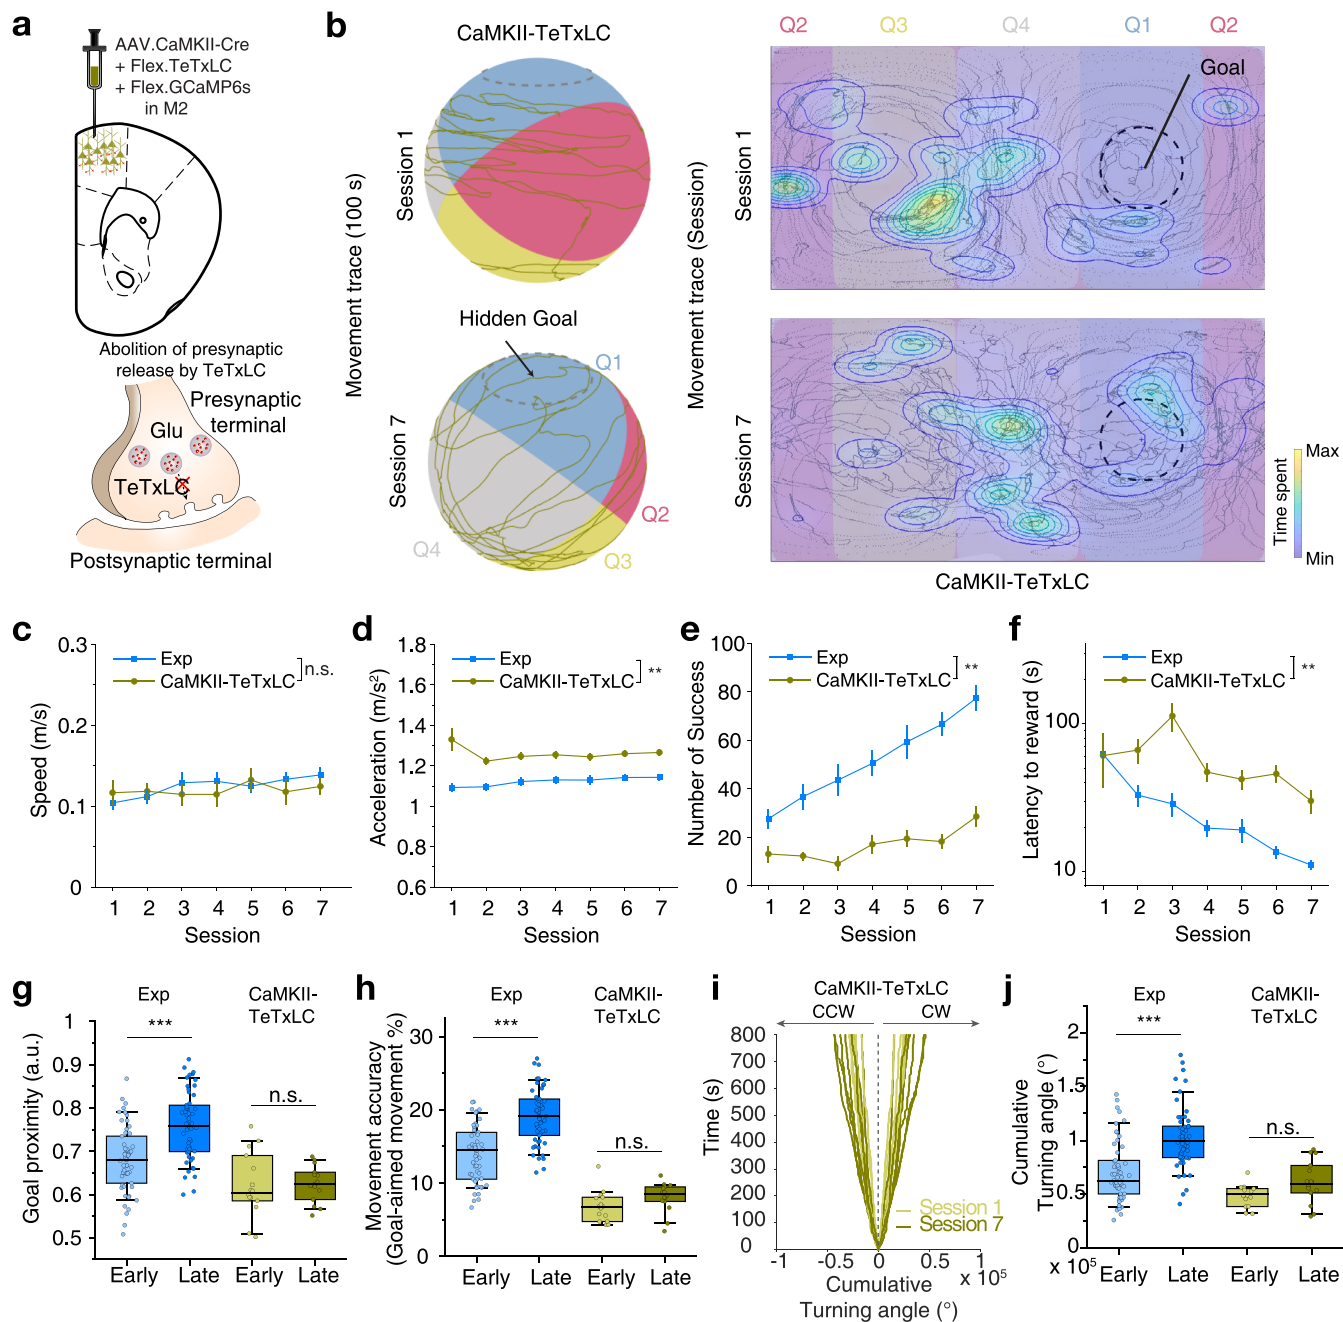 a
AAV.CaMKII-Cre
+ Flex.TeTxLC
+ Flex.GCaMP6s
in M2
Abolition of presynaptic
release by TeTxLC
Presynaptic
terminal
Glu
TeTxLC
Postsynaptic terminal
b
CaMKII-TeTxLC
Movement trace (100 s)
Session 1
Session 7
Hidden Goal
Q1
Q2
Q3
Q4
Movement trace (Session)
Session 1
Session 7
Q2 Q3 Q4 Q1 Q2
Goal
Time spent
Max
Min
CaMKII-TeTxLC
c
Speed (m/s)
0.3
0.2
0.1
0
Exp
CaMKII-TeTxLC
n.s.
1 2 3 4 5 6 7
Session
d
Acceleration (m/s²)
1.8
1.6
1.4
1.2
1
0.8
0.6
Exp
CaMKII-TeTxLC
**
1 2 3 4 5 6 7
Session
e
Number of Success
100
80
60
40
20
0
Exp
CaMKII-TeTxLC
**
1 2 3 4 5 6 7
Session
f
Latency to reward (s)
100
10
Exp
CaMKII-TeTxLC
**
1 2 3 4 5 6 7
Session
g
Goal proximity (a.u.)
1
0.9
0.8
0.7
0.6
0.5
Exp
CaMKII-
TeTxLC
***
n.s.
Early Late Early Late
h
Movement accuracy
(Goal-aimed movement %)
30
20
10
0
Exp
CaMKII-
TeTxLC
***
n.s.
Early Late Early Late
i
CaMKII-TeTxLC
CCW CW
Time (s)
800
700
600
500
400
300
200
100
0
Session 1
Session 7
-1 -0.5 0 0.5 1
x 10⁵
Cumulative
Turning angle (°)
j
Cumulative
Turning angle (°)
2
1.5
1
0.5
0
x 10⁵
Exp
CaMKII-
TeTxLC
***
n.s.
Early Late Early Late